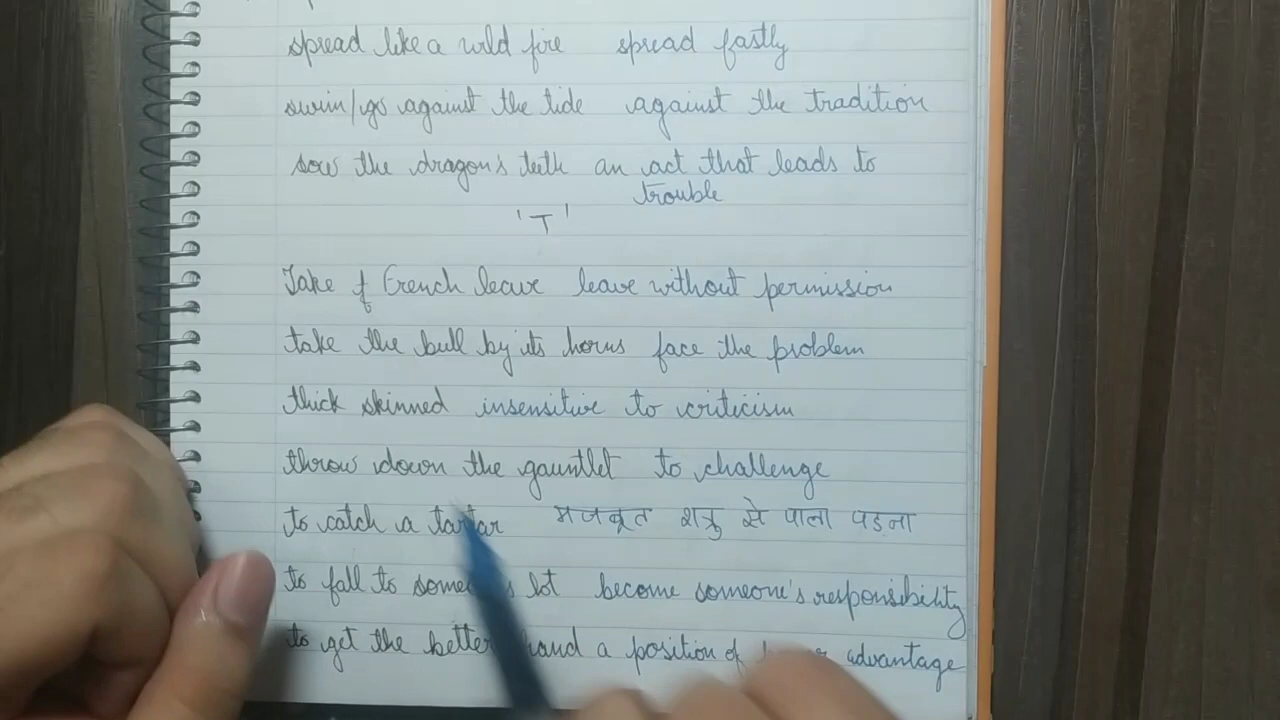 spread like a wild fire spread fastly
swim/go against the tide against the tradition
sow the dragon's teeth an act that leads to
trouble
'T'
Take f French leave leave without permission
take the bull by its horns face the problem
thick skinned insensitive to criticism
throw down the gauntlet to challenge
to catch a tartar मजबूत शत्रु से पाला पड़ना
to fall to lot become someone's responsibility
to get the better hand a position of advantage